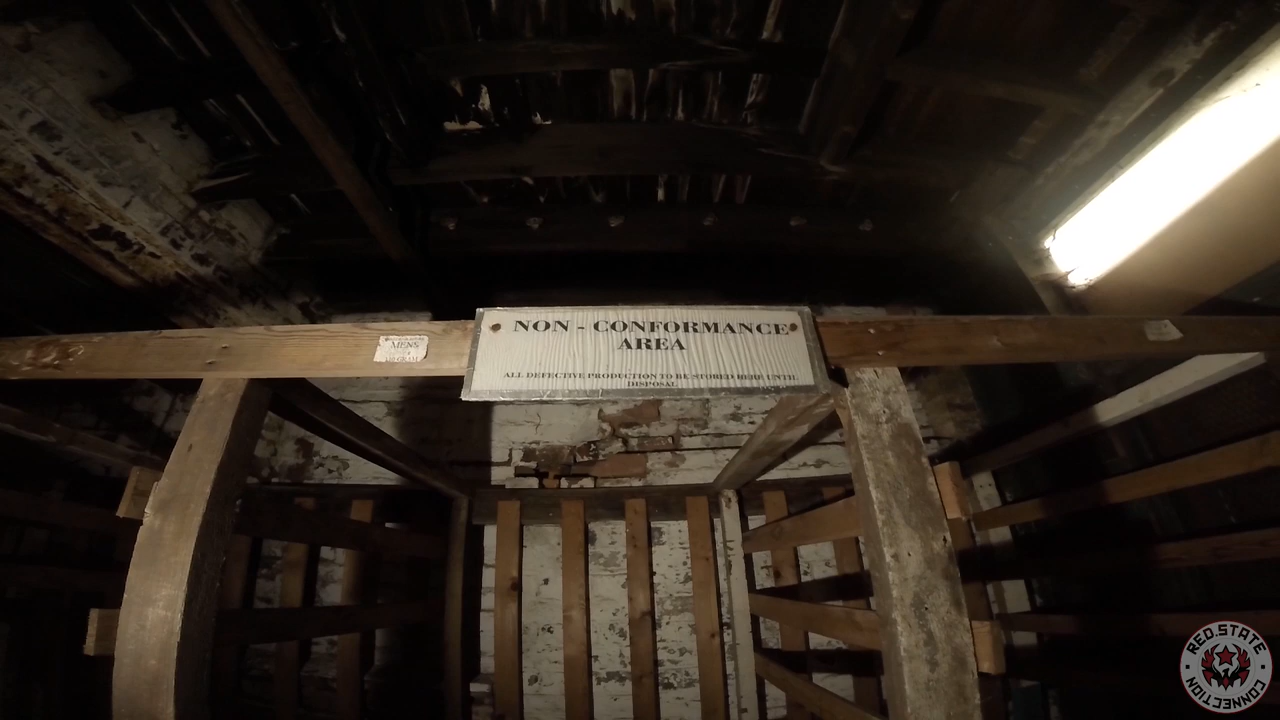 NON - CONFORMANCE
AREA
ALL DEFECTIVE PRODUCTION TO BE STORED HERE UNTIL
DISPOSAL
MENS
RED.STATE
CONNECTION